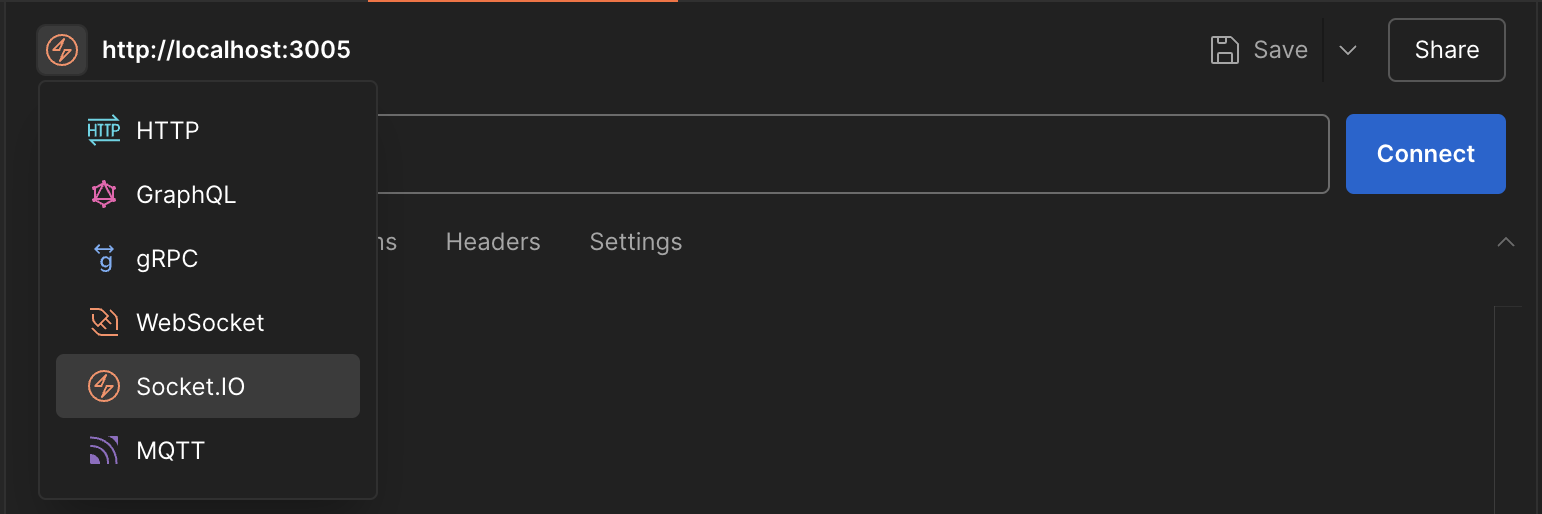 http://localhost:3005
Save
Share
HTTP
HTTP
Connect
GraphQL
Headers
Settings
g
gRPC
WebSocket
Socket.IO
MQTT